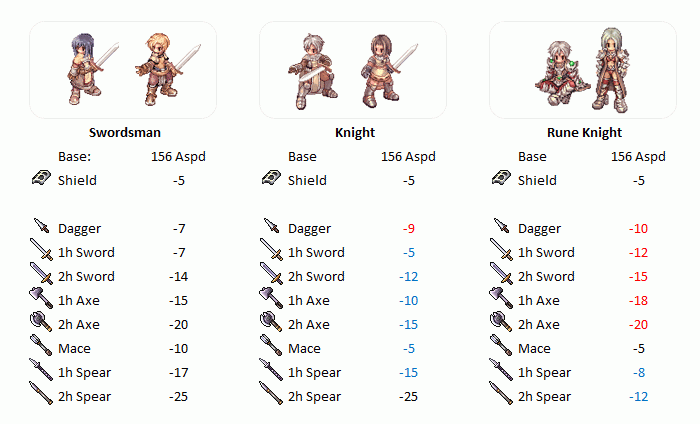 Swordsman
Base: 156 Aspd
Shield -5
Dagger -7
1h Sword -7
2h Sword -14
1h Axe -15
2h Axe -20
Mace -10
1h Spear -17
2h Spear -25
Knight
Base 156 Aspd
Shield -5
Dagger -9
1h Sword -5
2h Sword -12
1h Axe -10
2h Axe -15
Mace -5
1h Spear -15
2h Spear -25
Rune Knight
Base 156 Aspd
Shield -5
Dagger -10
1h Sword -12
2h Sword -15
1h Axe -18
2h Axe -20
Mace -5
1h Spear -8
2h Spear -12